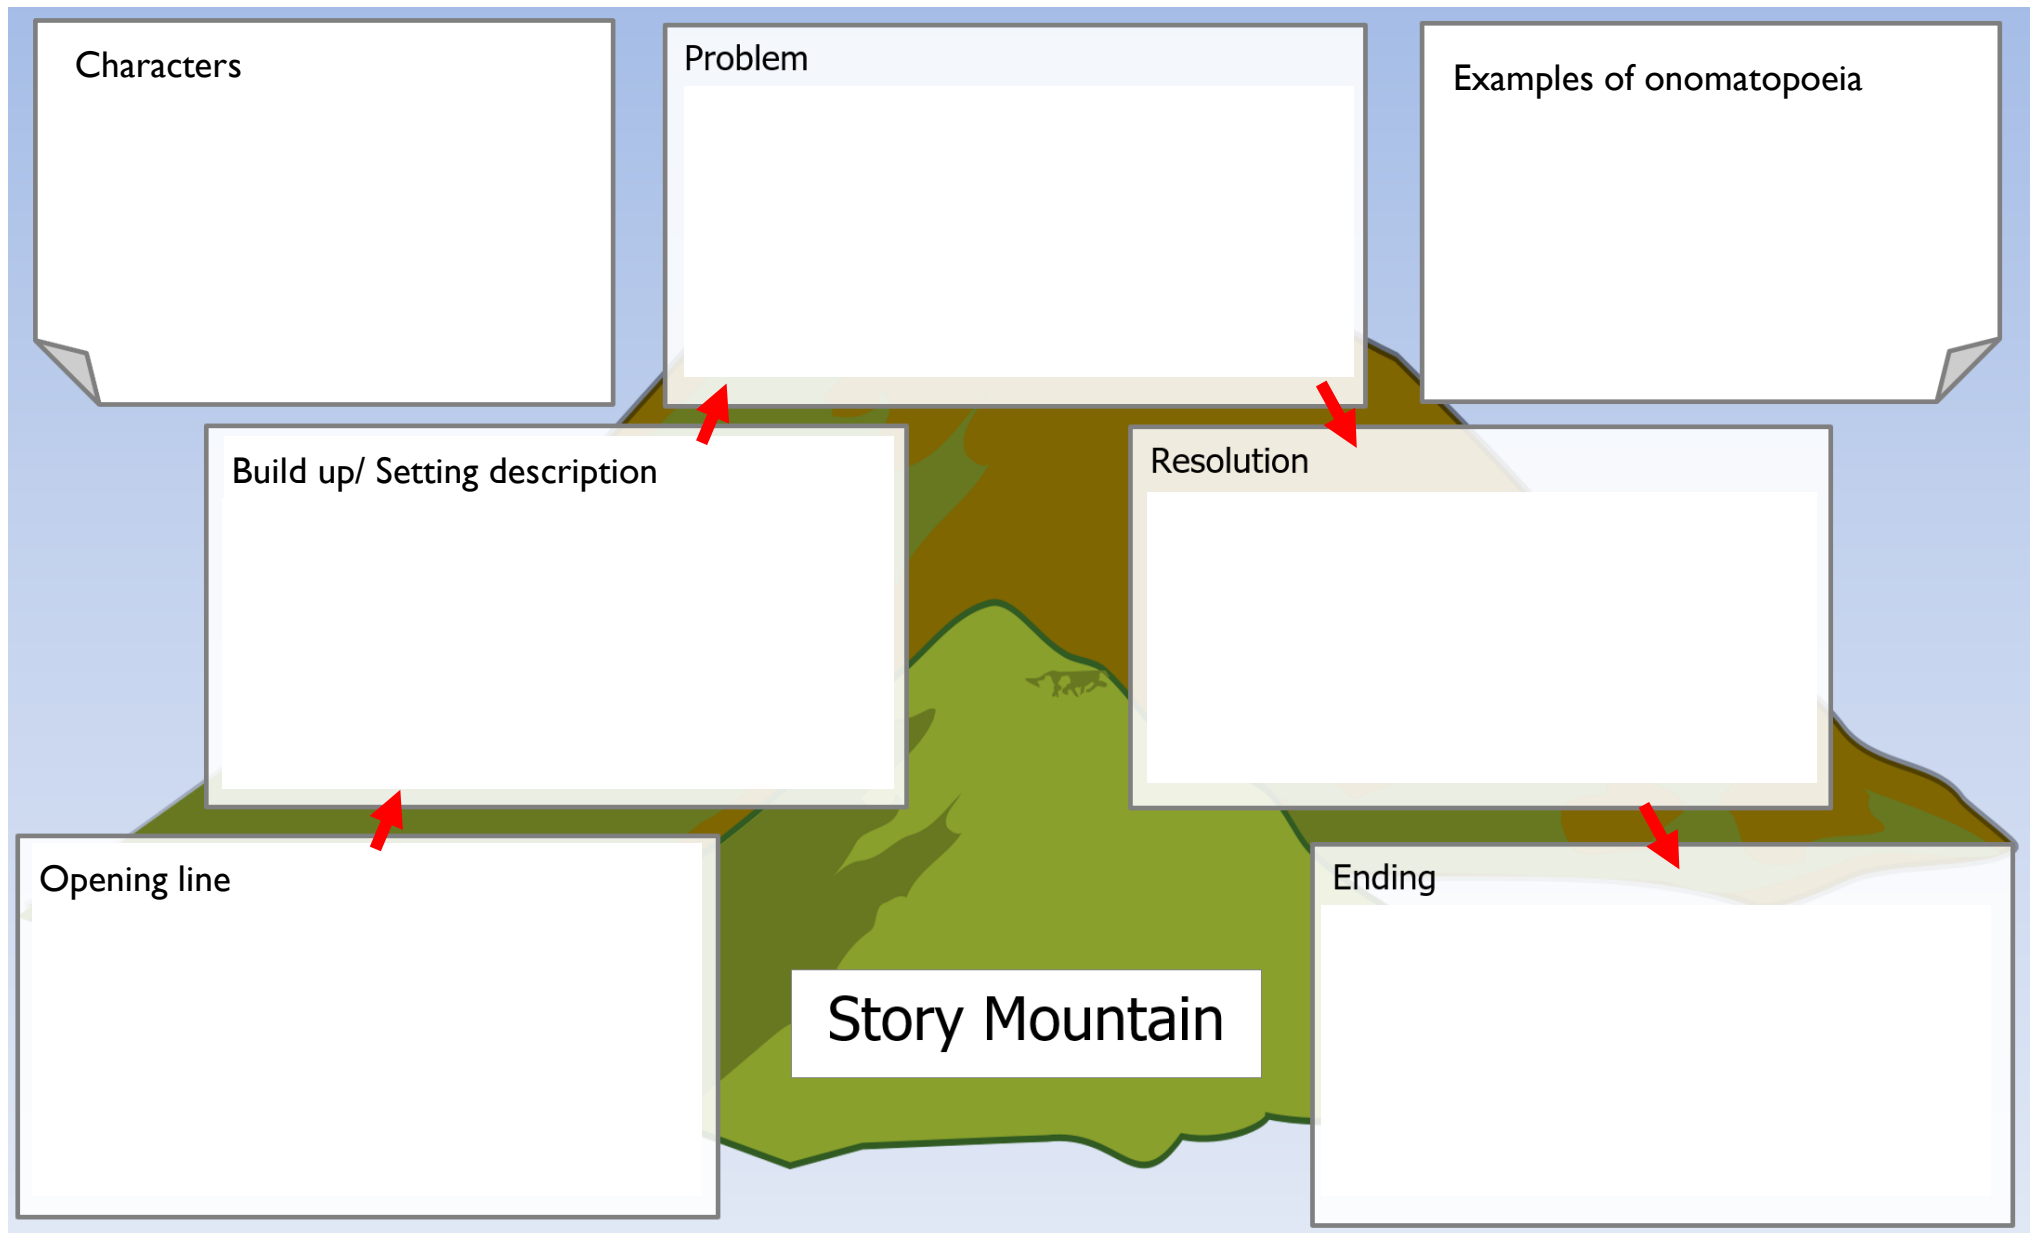 Characters
Problem
Examples of onomatopoeia
Build up/ Setting description
Resolution
Opening line
Ending
Story Mountain